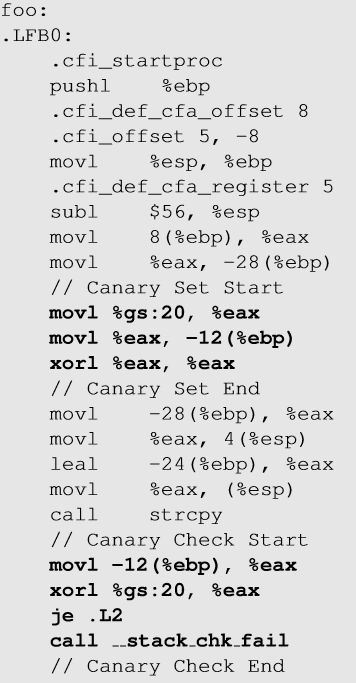 foo:
.LFB0:
    .cfi_startproc
    pushl    %ebp
    .cfi_def_cfa_offset 8
    .cfi_offset 5, -8
    movl    %esp, %ebp
    .cfi_def_cfa_register 5
    subl    $56, %esp
    movl    8(%ebp), %eax
    movl    %eax, -28(%ebp)
    // Canary Set Start
    movl %gs:20, %eax
    movl %eax, -12(%ebp)
    xorl %eax, %eax
    // Canary Set End
    movl    -28(%ebp), %eax
    movl    %eax, 4(%esp)
    leal    -24(%ebp), %eax
    movl    %eax, (%esp)
    call    strcpy
    // Canary Check Start
    movl -12(%ebp), %eax
    xorl %gs:20, %eax
    je .L2
    call __stack_chk_fail
    // Canary Check End